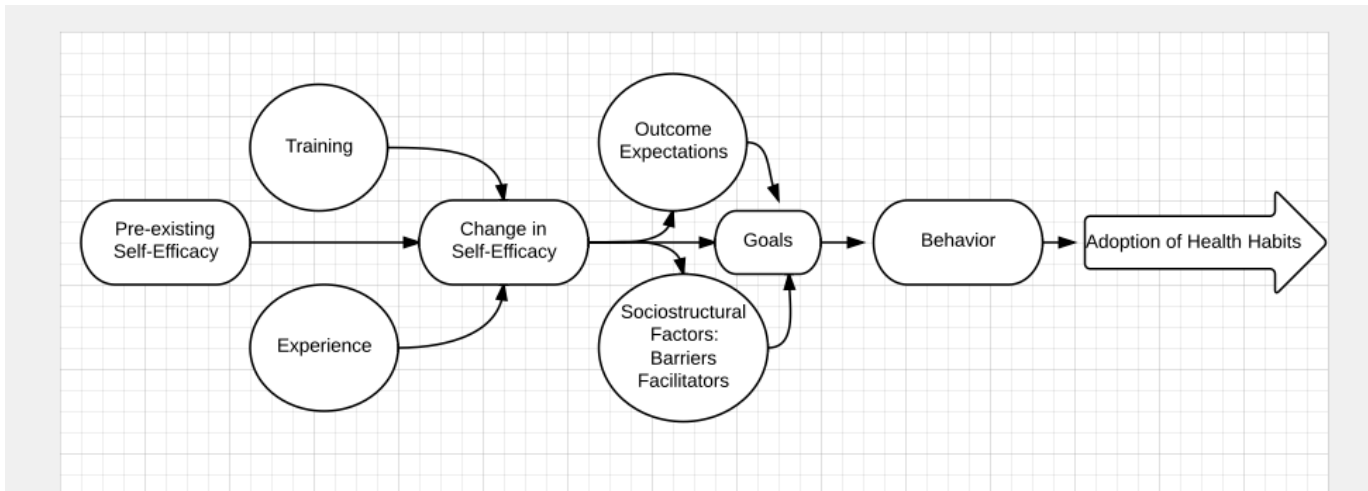 Training
Pre-existing
Self-Efficacy
Experience
Change in
Self-Efficacy
Outcome
Expectations
Goals
Sociostructural
Factors:
Barriers
Facilitators
Behavior
Adoption of Health Habits